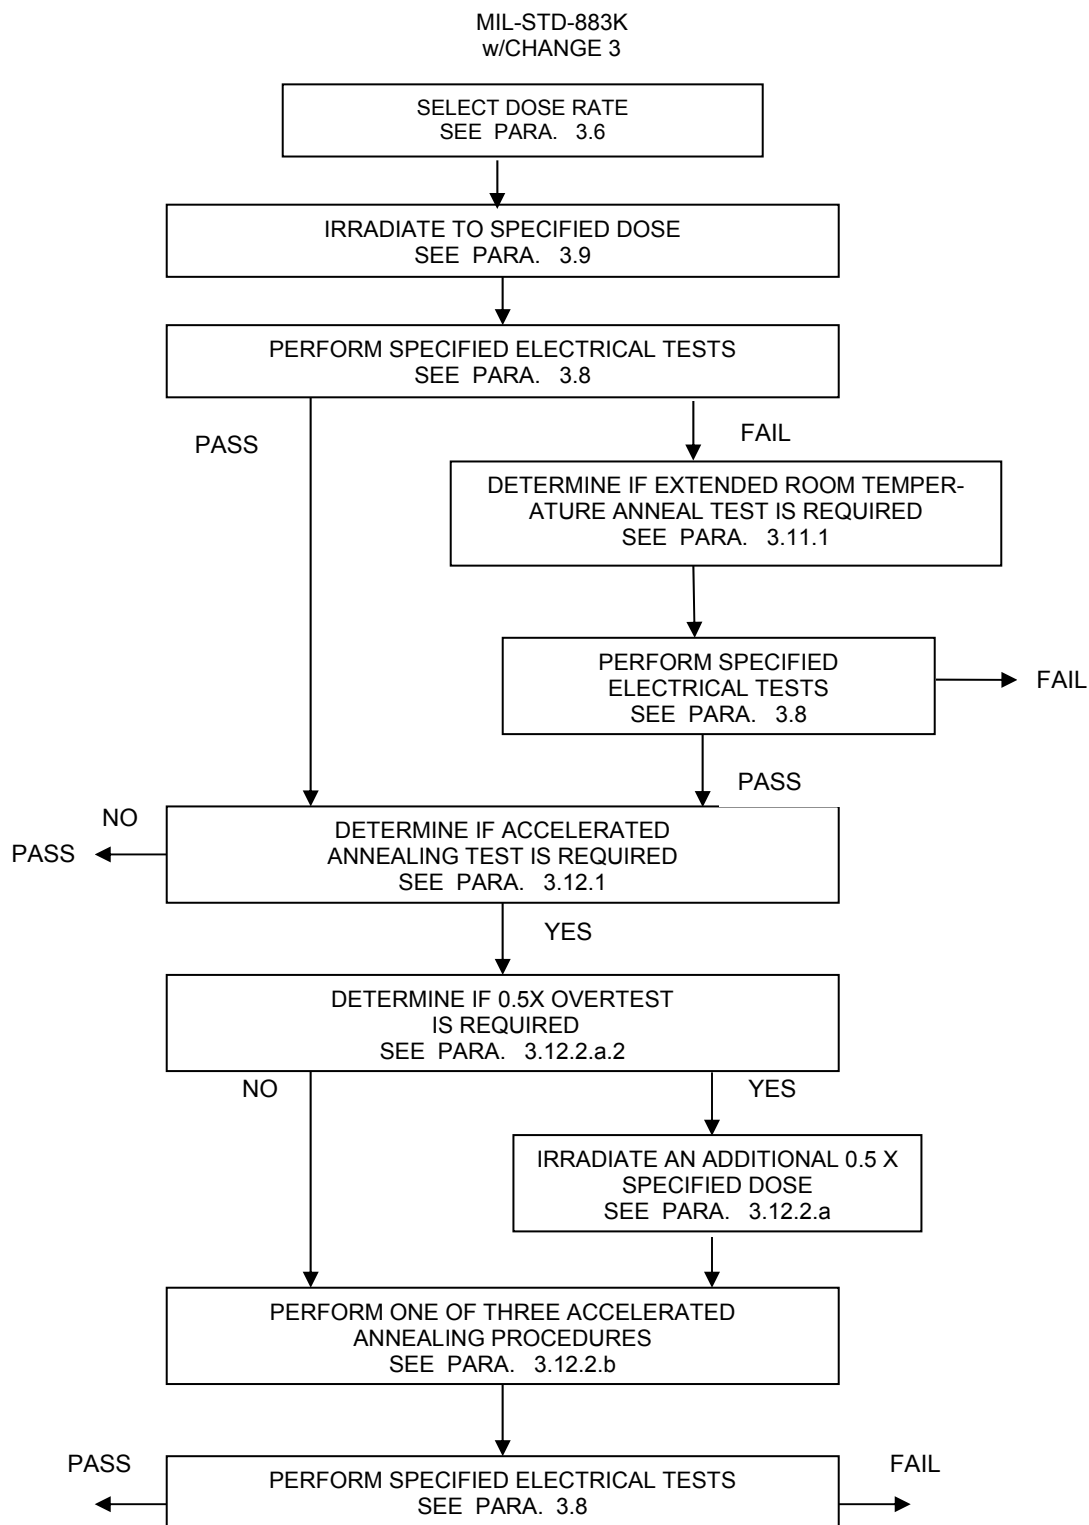 MIL-STD-883K
w/CHANGE 3
SELECT DOSE RATE
SEE PARA. 3.6
IRRADIATE TO SPECIFIED DOSE
SEE PARA. 3.9
PERFORM SPECIFIED ELECTRICAL TESTS
SEE PARA. 3.8
PASS
FAIL
DETERMINE IF EXTENDED ROOM TEMPER-
ATURE ANNEAL TEST IS REQUIRED
SEE PARA. 3.11.1
PERFORM SPECIFIED
ELECTRICAL TESTS
SEE PARA. 3.8
FAIL
PASS
NO
PASS
DETERMINE IF ACCELERATED
ANNEALING TEST IS REQUIRED
SEE PARA. 3.12.1
YES
DETERMINE IF 0.5X OVERTEST
IS REQUIRED
SEE PARA. 3.12.2.a.2
NO
YES
IRRADIATE AN ADDITIONAL 0.5 X
SPECIFIED DOSE
SEE PARA. 3.12.2.a
PERFORM ONE OF THREE ACCELERATED
ANNEALING PROCEDURES
SEE PARA. 3.12.2.b
PASS
FAIL
PERFORM SPECIFIED ELECTRICAL TESTS
SEE PARA. 3.8